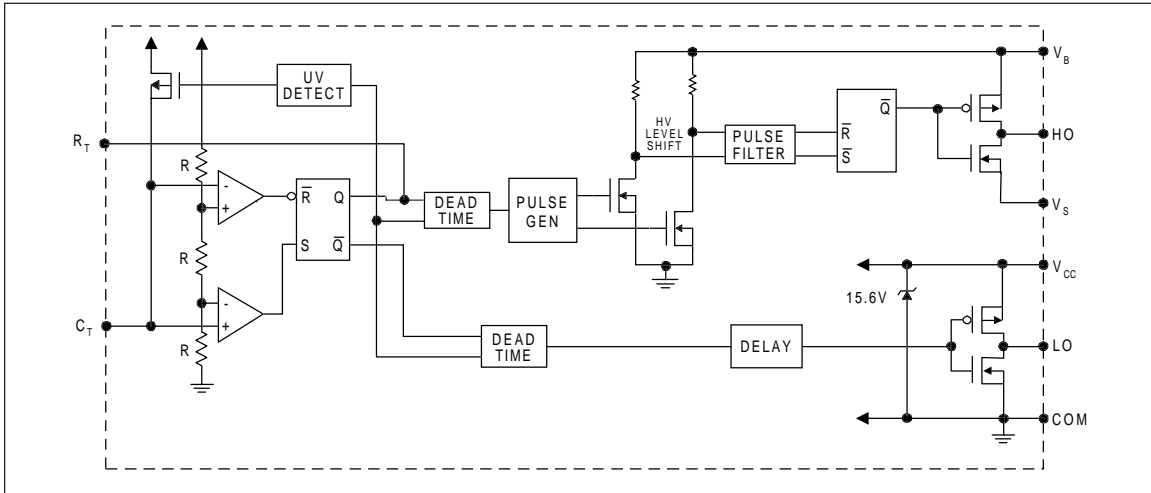 UV
DETECT
V_B
R_T
R
HV
LEVEL
SHIFT
PULSE
FILTER
R̅
S̅
Q̅
HO
-
+
R̅ Q
S Q̅
DEAD
TIME
PULSE
GEN
V_S
R
V_CC
15.6V
C_T
-
+
R
DEAD
TIME
DELAY
LO
COM